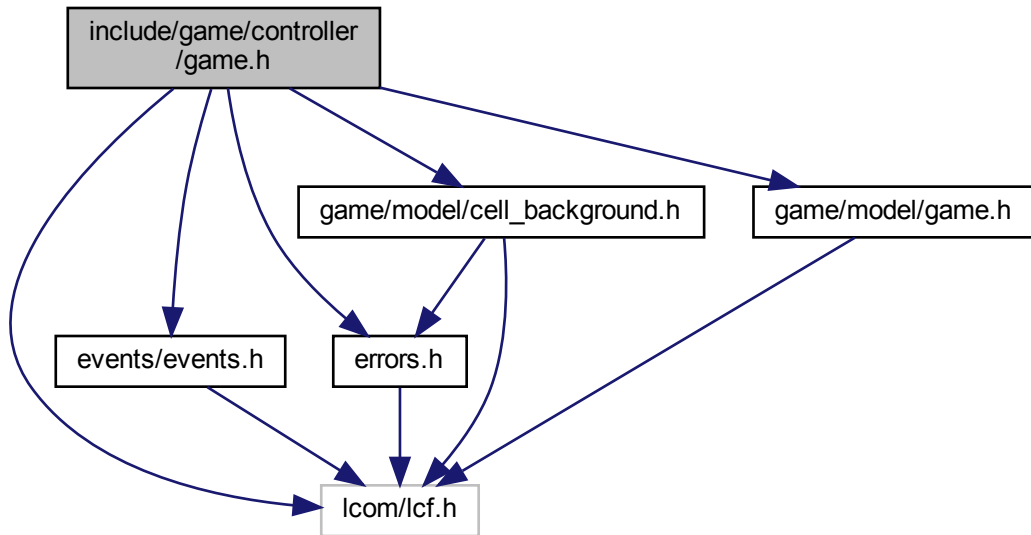 include/game/controller
/game.h
game/model/cell_background.h
game/model/game.h
events/events.h
errors.h
lcom/lcf.h